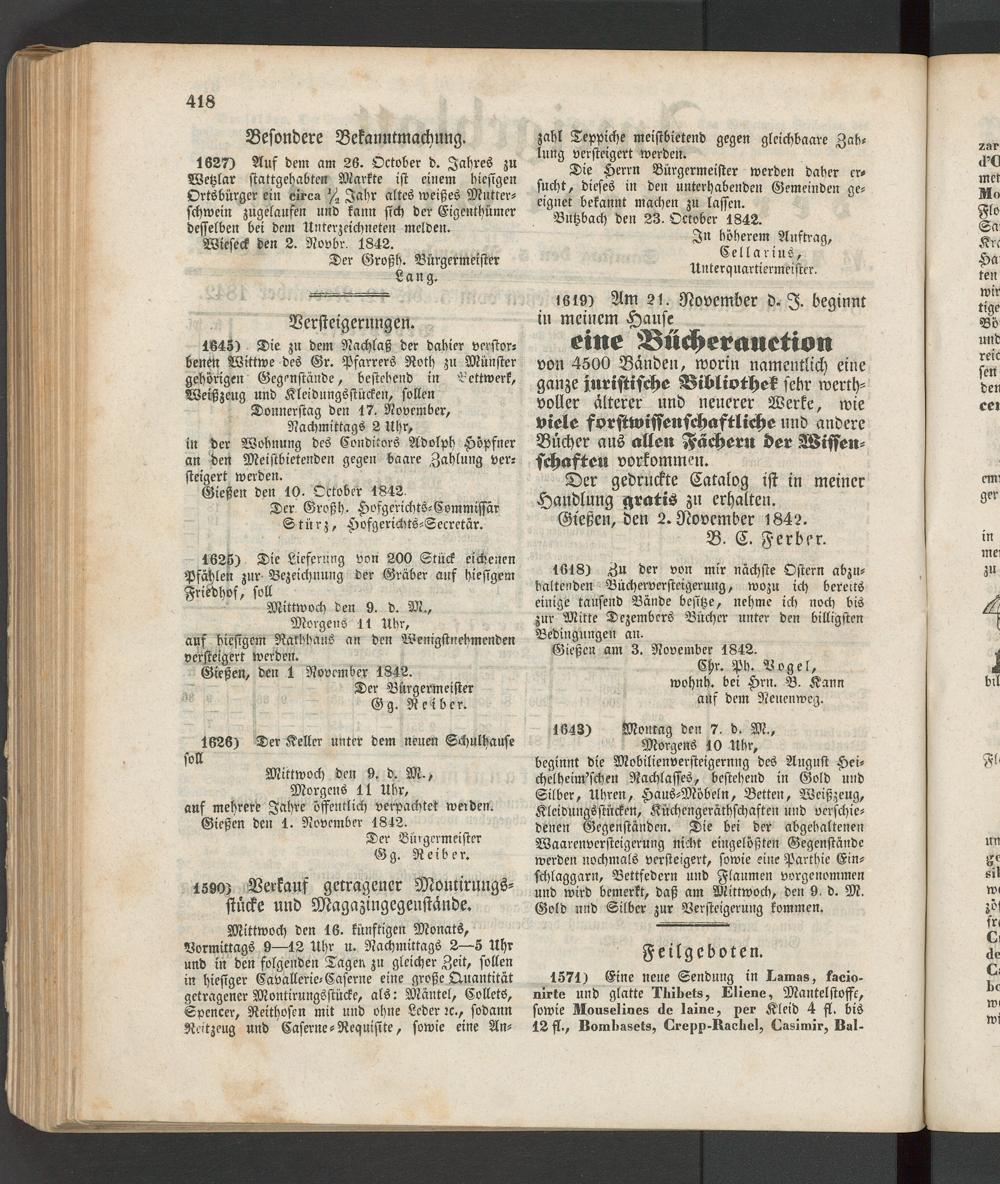 418
Besondere Bekanntmachung.
1627) Auf dem am 26. October d. Jahres zu
Wetzlar stattgehabten Markte ist einem hiesigen
Ortsbürger ein circa ½ Jahr altes weißes Mutter-
schwein zugelaufen und kann sich der Eigenthümer
desselben bei dem Unterzeichneten melden.
Wieseck den 2. Novbr. 1842.
Der Großh. Bürgermeister
Lang.
Versteigerungen.
1645) Die zu dem Nachlaß der dahier verstor-
benen Wittwe des Gr. Pfarrers Roth zu Münster
gehörigen Gegenstände, bestehend in Bettwerk,
Weißzeug und Kleidungsstücken, sollen
Donnerstag den 17. November,
Nachmittags 2 Uhr,
in der Wohnung des Conditors Adolph Höpfner
an den Meistbietenden gegen baare Zahlung ver-
steigert werden.
Gießen den 10. October 1842.
Der Großh. Hofgerichts-Commissär
Stürz, Hofgerichts-Secretär.
1625) Die Lieferung von 200 Stück eichenen
Pfählen zur Bezeichnung der Gräber auf hiesigem
Friedhof, soll
Mittwoch den 9. d. M.,
Morgens 11 Uhr,
auf hiesigem Rathhaus an den Wenigstnehmenden
versteigert werden.
Gießen, den 1 November 1842.
Der Bürgermeister
Gg. Reiber.
1626) Der Keller unter dem neuen Schulhause
soll
Mittwoch den 9. d. M.,
Morgens 11 Uhr,
auf mehrere Jahre öffentlich verpachtet werden.
Gießen den 1. November 1842.
Der Bürgermeister
Gg. Reiber.
1590) Verkauf getragener Montirungs-
stücke und Magazingegenstände.
Mittwoch den 16. künftigen Monats,
Vormittags 9—12 Uhr u. Nachmittags 2—5 Uhr
und in den folgenden Tagen zu gleicher Zeit, sollen
in hiesiger Cavallerie-Caserne eine große Quantität
getragener Montirungsstücke, als: Mäntel, Collets,
Spencer, Reithosen mit und ohne Leder ꝛc., sodann
Reitzeug und Caserne-Requisite, sowie eine An-
zahl Teppiche meistbietend gegen gleichbaare Zah-
lung versteigert werden.
Die Herrn Bürgermeister werden daher er-
sucht, dieses in den unterhabenden Gemeinden ge-
eignet bekannt machen zu lassen.
Butzbach den 23. October 1842.
In höherem Auftrag,
Cellarius,
Unterquartiermeister.
1619) Am 21. November d. J. beginnt
in meinem Hause
eine Bücherauction
von 4500 Bänden, worin namentlich eine
ganze juristische Bibliothek sehr werth-
voller älterer und neuerer Werke, wie
viele forstwissenschaftliche und andere
Bücher aus allen Fächern der Wissen-
schaften vorkommen.
Der gedruckte Catalog ist in meiner
Handlung gratis zu erhalten.
Gießen, den 2. November 1842.
B. C. Ferber.
1618) Zu der von mir nächste Ostern abzu-
haltenden Bücherversteigerung, wozu ich bereits
einige tausend Bände besitze, nehme ich noch bis
zur Mitte Dezembers Bücher unter den billigsten
Bedingungen an.
Gießen am 3. November 1842.
Chr. Ph. Vogel,
wohnh. bei Hrn. B. Kann
auf dem Neuenweg.
1643) Montag den 7. d. M.,
Morgens 10 Uhr,
beginnt die Mobilienversteigerung des August Hei-
chelheim'schen Nachlasses, bestehend in Gold und
Silber, Uhren, Haus-Möbeln, Betten, Weißzeug,
Kleidungsstücken, Küchengeräthschaften und verschie-
denen Gegenständen. Die bei der abgehaltenen
Waarenversteigerung nicht eingelößten Gegenstände
werden nochmals versteigert, sowie eine Parthie Ein-
schlaggarn, Bettfedern und Flaumen vorgenommen
und wird bemerkt, daß am Mittwoch, den 9. d. M.
Gold und Silber zur Versteigerung kommen.
Feilgeboten.
1571) Eine neue Sendung in Lamas, facio-
nirte und glatte Thibets, Eliene, Mantelstoffe,
sowie Mouselines de laine, per Kleid 4 fl. bis
12 fl., Bombasets, Crepp-Rachel, Casimir, Bal-